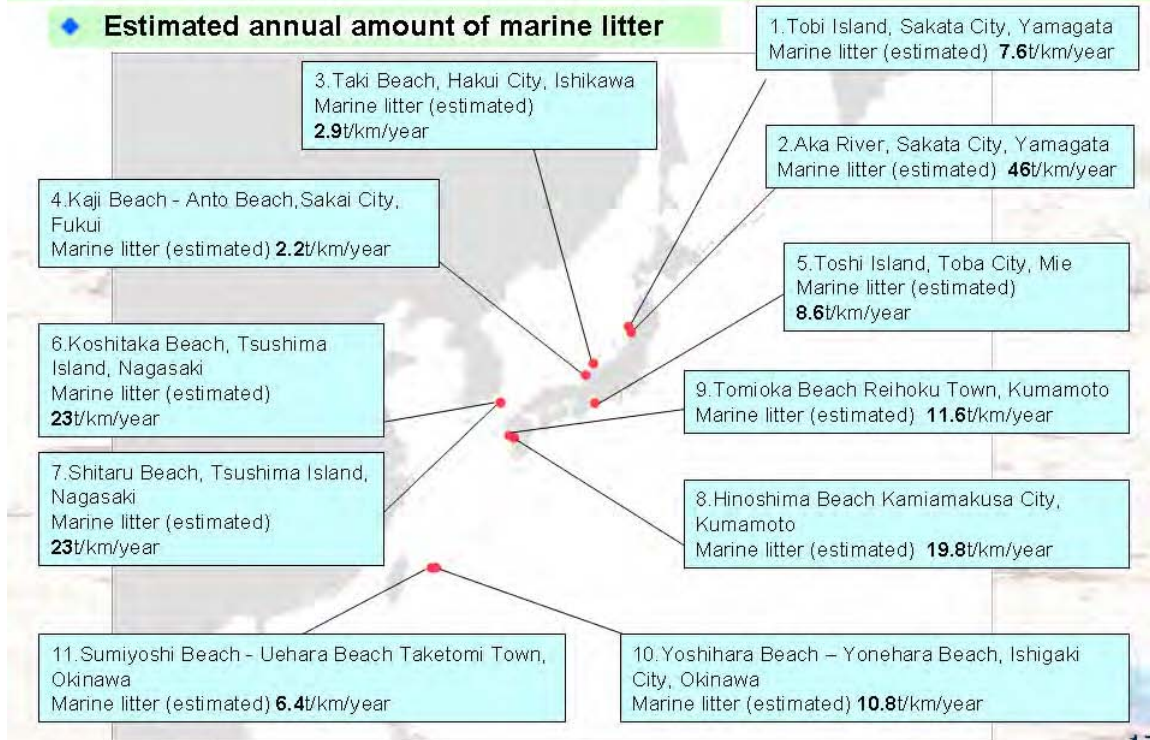 Estimated annual amount of marine litter
1.Tobi Island, Sakata City, Yamagata
Marine litter (estimated) 7.6t/km/year
2.Aka River, Sakata City, Yamagata
Marine litter (estimated) 46t/km/year
3.Taki Beach, Hakui City, Ishikawa
Marine litter (estimated)
2.9t/km/year
4.Kaji Beach - Anto Beach,Sakai City,
Fukui
Marine litter (estimated) 2.2t/km/year
5.Toshi Island, Toba City, Mie
Marine litter (estimated)
8.6t/km/year
6.Koshitaka Beach, Tsushima
Island, Nagasaki
Marine litter (estimated)
23t/km/year
7.Shitaru Beach, Tsushima Island,
Nagasaki
Marine litter (estimated)
23t/km/year
9.Tomioka Beach Reihoku Town, Kumamoto
Marine litter (estimated) 11.6t/km/year
8.Hinoshima Beach Kamiamakusa City,
Kumamoto
Marine litter (estimated) 19.8t/km/year
11.Sumiyoshi Beach - Uehara Beach Taketomi Town,
Okinawa
Marine litter (estimated) 6.4t/km/year
10.Yoshihara Beach – Yonehara Beach, Ishigaki
City, Okinawa
Marine litter (estimated) 10.8t/km/year